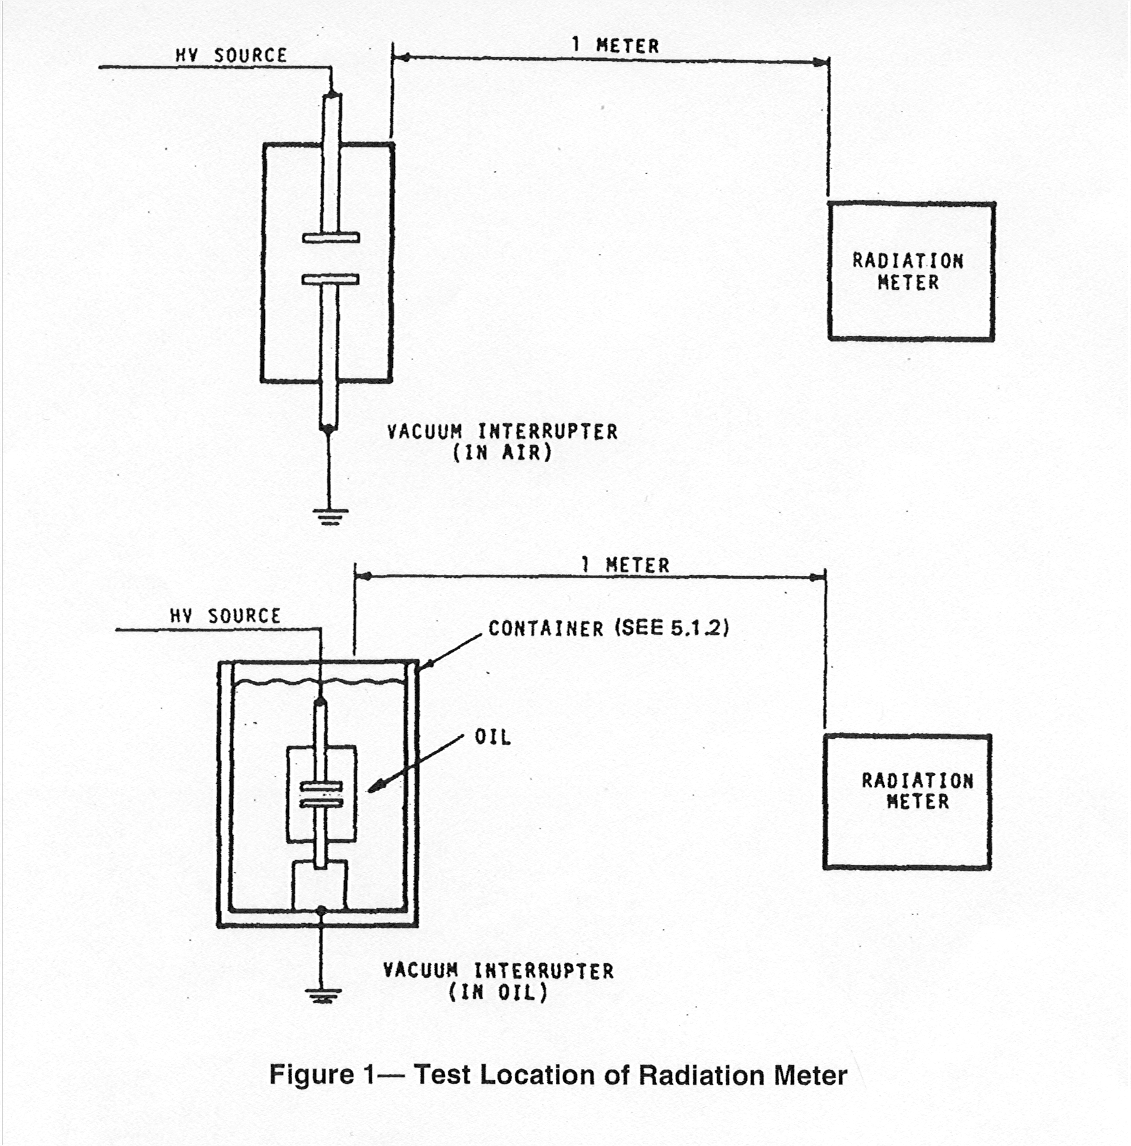 HV SOURCE
1 METER
RADIATION
METER
VACUUM INTERRUPTER
(IN AIR)
1 METER
HV SOURCE
CONTAINER (SEE 5.1.2)
OIL
RADIATION
METER
VACUUM INTERRUPTER
(IN OIL)
Figure 1— Test Location of Radiation Meter